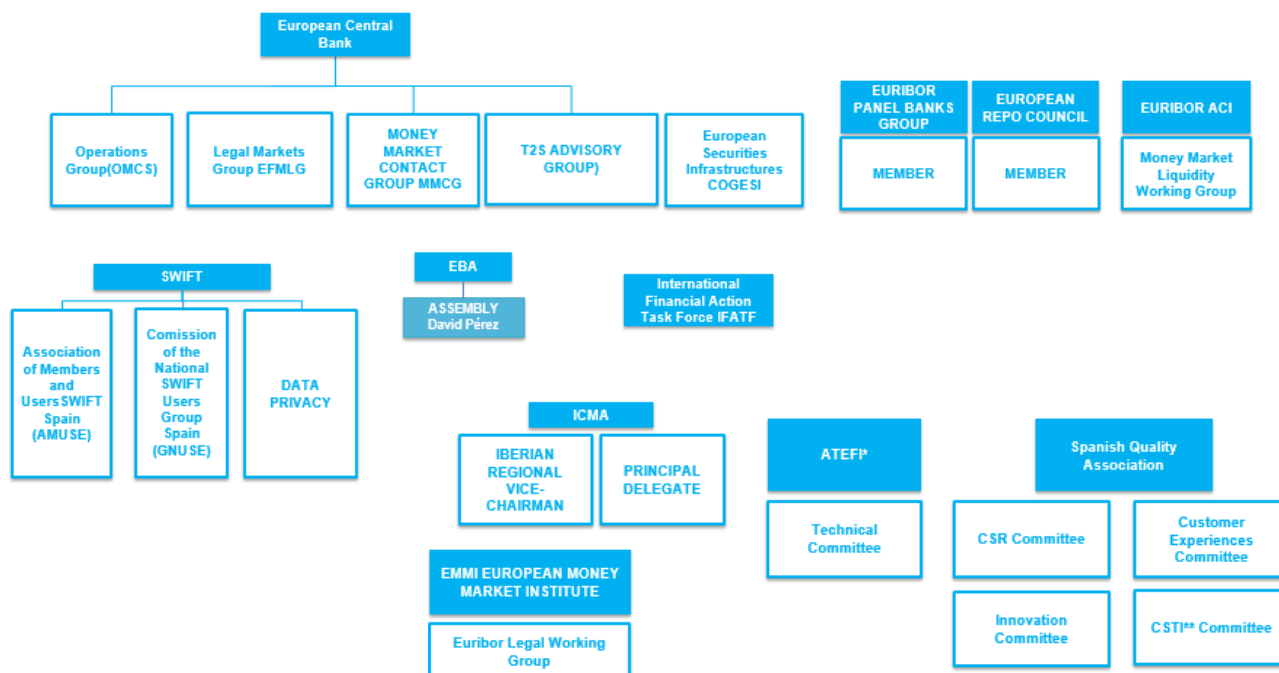 European Central
Bank
Operations
Group(OMCS)
Legal Markets
Group EFMLG
MONEY
MARKET
CONTACT
GROUP MMCG
T2S ADVISORY
GROUP)
European
Securities
Infrastructures
COGESI
EURIBOR
PANEL BANKS
GROUP
MEMBER
EUROPEAN
REPO COUNCIL
MEMBER
EURIBOR ACI
Money Market
Liquidity
Working Group
SWIFT
Association
of Members
and
Users SWIFT
Spain
(AMUSE)
Comission
of the
National
SWIFT
Users
Group
Spain
(GNUSE)
DATA
PRIVACY
EBA
ASSEMBLY
David Pérez
International
Financial Action
Task Force IFATF
ICMA
IBERIAN
REGIONAL
VICE-
CHAIRMAN
PRINCIPAL
DELEGATE
EMMI EUROPEAN MONEY
MARKET INSTITUTE
Euribor Legal Working
Group
ATEFI*
Technical
Committee
Spanish Quality
Association
CSR Committee
Customer
Experiences
Committee
Innovation
Committee
CSTI** Committee